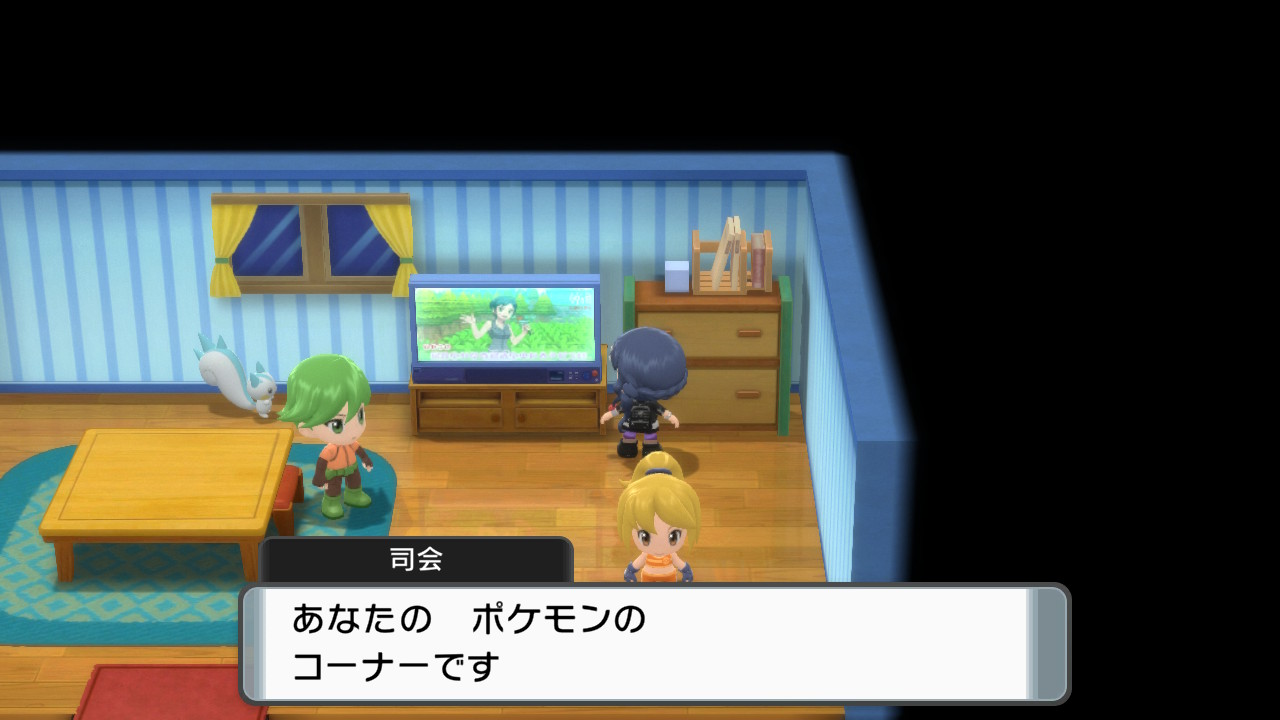 司会
あなたの　ポケモンの
コーナーです